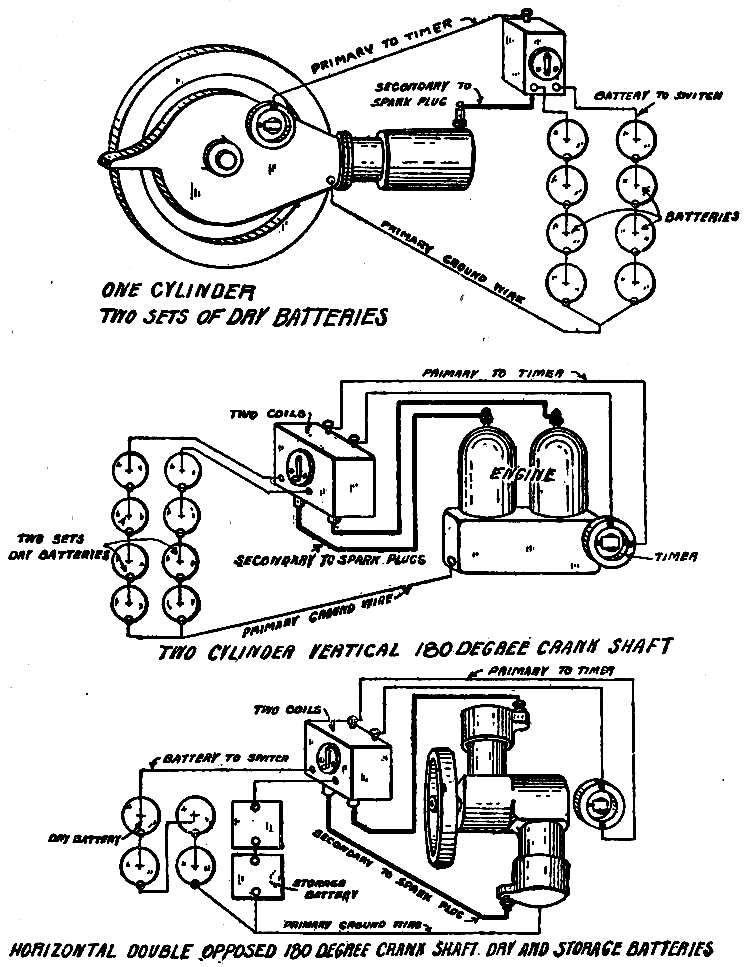 PRIMARY TO TIMER
SECONDARY TO
SPARK PLUG
BATTERY TO SWITCH
BATTERIES
PRIMARY GROUND WIRE
ONE CYLINDER
TWO SETS OF DRY BATTERIES
PRIMARY TO TIMER
TWO COILS
ENGINE
TWO SETS
DRY BATTERIES
SECONDARY TO SPARK PLUGS
TIMER
PRIMARY GROUND WIRE
TWO CYLINDER VERTICAL 180 DEGREE CRANK SHAFT
PRIMARY TO TIMER
TWO COILS
BATTERY TO SWITCH
DRY BATTERY
STORAGE
BATTERY
SECONDARY TO SPARK PLUG
PRIMARY GROUND WIRE
HORIZONTAL DOUBLE OPPOSED 180 DEGREE CRANK SHAFT. DRY AND STORAGE BATTERIES